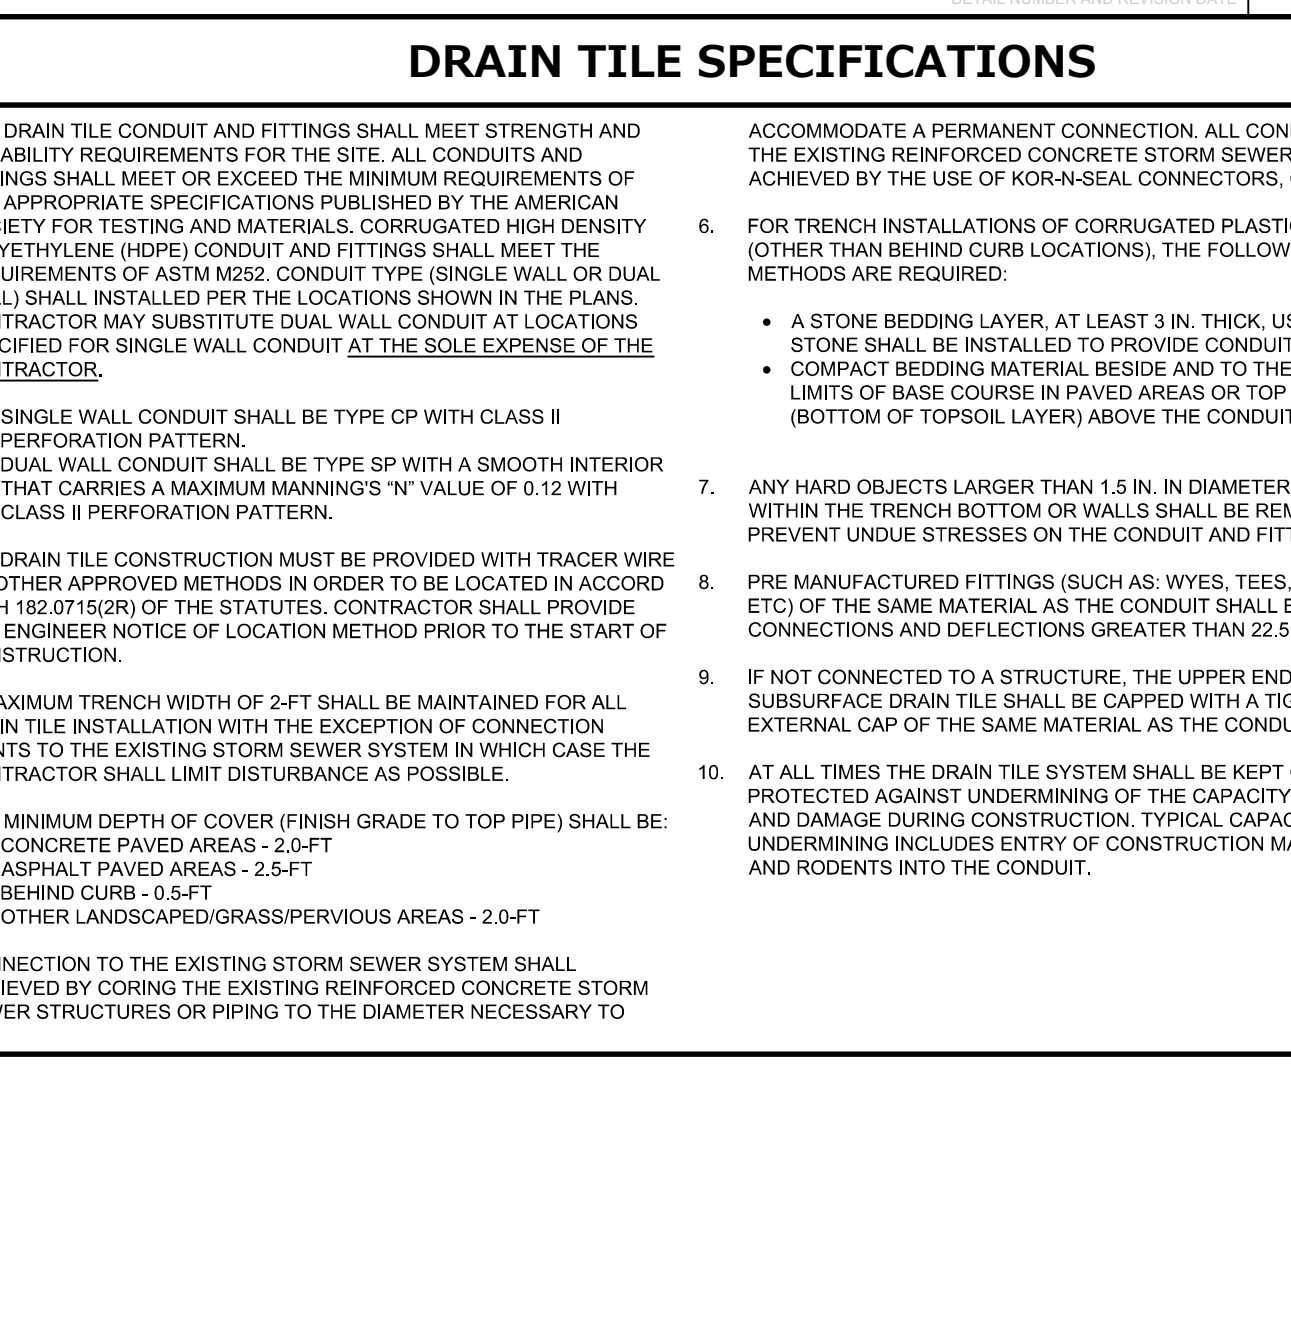 DETAIL NUMBER AND REVISION DATE
DRAIN TILE SPECIFICATIONS
DRAIN TILE CONDUIT AND FITTINGS SHALL MEET STRENGTH AND
ABILITY REQUIREMENTS FOR THE SITE. ALL CONDUITS AND
INGS SHALL MEET OR EXCEED THE MINIMUM REQUIREMENTS OF
APPROPRIATE SPECIFICATIONS PUBLISHED BY THE AMERICAN
IETY FOR TESTING AND MATERIALS. CORRUGATED HIGH DENSITY
YETHYLENE (HDPE) CONDUIT AND FITTINGS SHALL MEET THE
UIREMENTS OF ASTM M252. CONDUIT TYPE (SINGLE WALL OR DUAL
L) SHALL INSTALLED PER THE LOCATIONS SHOWN IN THE PLANS.
TRACTOR MAY SUBSTITUTE DUAL WALL CONDUIT AT LOCATIONS
CIFIED FOR SINGLE WALL CONDUIT AT THE SOLE EXPENSE OF THE
TRACTOR.
SINGLE WALL CONDUIT SHALL BE TYPE CP WITH CLASS II
PERFORATION PATTERN.
DUAL WALL CONDUIT SHALL BE TYPE SP WITH A SMOOTH INTERIOR
THAT CARRIES A MAXIMUM MANNING'S “N” VALUE OF 0.12 WITH
CLASS II PERFORATION PATTERN.
DRAIN TILE CONSTRUCTION MUST BE PROVIDED WITH TRACER WIRE
OTHER APPROVED METHODS IN ORDER TO BE LOCATED IN ACCORD
H 182.0715(2R) OF THE STATUTES. CONTRACTOR SHALL PROVIDE
ENGINEER NOTICE OF LOCATION METHOD PRIOR TO THE START OF
STRUCTION.
AXIMUM TRENCH WIDTH OF 2-FT SHALL BE MAINTAINED FOR ALL
IN TILE INSTALLATION WITH THE EXCEPTION OF CONNECTION
NTS TO THE EXISTING STORM SEWER SYSTEM IN WHICH CASE THE
TRACTOR SHALL LIMIT DISTURBANCE AS POSSIBLE.
MINIMUM DEPTH OF COVER (FINISH GRADE TO TOP PIPE) SHALL BE:
CONCRETE PAVED AREAS - 2.0-FT
ASPHALT PAVED AREAS - 2.5-FT
BEHIND CURB - 0.5-FT
OTHER LANDSCAPED/GRASS/PERVIOUS AREAS - 2.0-FT
NECTION TO THE EXISTING STORM SEWER SYSTEM SHALL
IEVED BY CORING THE EXISTING REINFORCED CONCRETE STORM
ER STRUCTURES OR PIPING TO THE DIAMETER NECESSARY TO
ACCOMMODATE A PERMANENT CONNECTION. ALL CON
THE EXISTING REINFORCED CONCRETE STORM SEWER
ACHIEVED BY THE USE OF KOR-N-SEAL CONNECTORS,
6. FOR TRENCH INSTALLATIONS OF CORRUGATED PLASTI
(OTHER THAN BEHIND CURB LOCATIONS), THE FOLLOW
METHODS ARE REQUIRED:
• A STONE BEDDING LAYER, AT LEAST 3 IN. THICK, US
STONE SHALL BE INSTALLED TO PROVIDE CONDUIT
• COMPACT BEDDING MATERIAL BESIDE AND TO THE
LIMITS OF BASE COURSE IN PAVED AREAS OR TOP
(BOTTOM OF TOPSOIL LAYER) ABOVE THE CONDUIT
7. ANY HARD OBJECTS LARGER THAN 1.5 IN. IN DIAMETER
WITHIN THE TRENCH BOTTOM OR WALLS SHALL BE REM
PREVENT UNDUE STRESSES ON THE CONDUIT AND FITT
8. PRE MANUFACTURED FITTINGS (SUCH AS: WYES, TEES,
ETC) OF THE SAME MATERIAL AS THE CONDUIT SHALL B
CONNECTIONS AND DEFLECTIONS GREATER THAN 22.5
9. IF NOT CONNECTED TO A STRUCTURE, THE UPPER END
SUBSURFACE DRAIN TILE SHALL BE CAPPED WITH A TIG
EXTERNAL CAP OF THE SAME MATERIAL AS THE CONDU
10. AT ALL TIMES THE DRAIN TILE SYSTEM SHALL BE KEPT
PROTECTED AGAINST UNDERMINING OF THE CAPACITY
AND DAMAGE DURING CONSTRUCTION. TYPICAL CAPAC
UNDERMINING INCLUDES ENTRY OF CONSTRUCTION MA
AND RODENTS INTO THE CONDUIT.